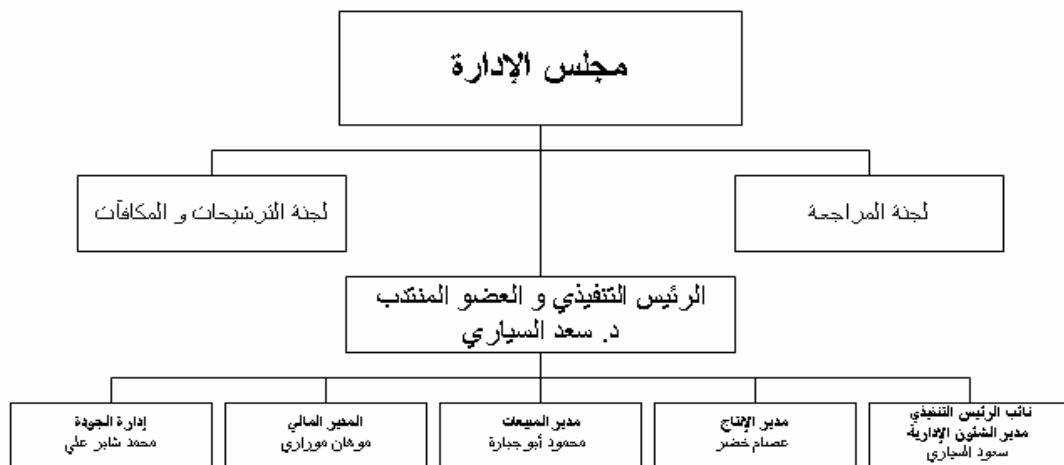 مجلس الإدارة
لجنة المراجعة
لجنة الترشيحات و المكافآت
الرئيس التنفيذي و العضو المنتدب
د. سعد السياري
نائب الرئيس التنفيذي
مدير الشئون الإدارية
سعود السياري
مدير الإنتاج
عصام خضر
مدير المبيعات
محمود أبو جبارة
المدير المالي
موهان موراري
إدارة الجودة
محمد شابر علي